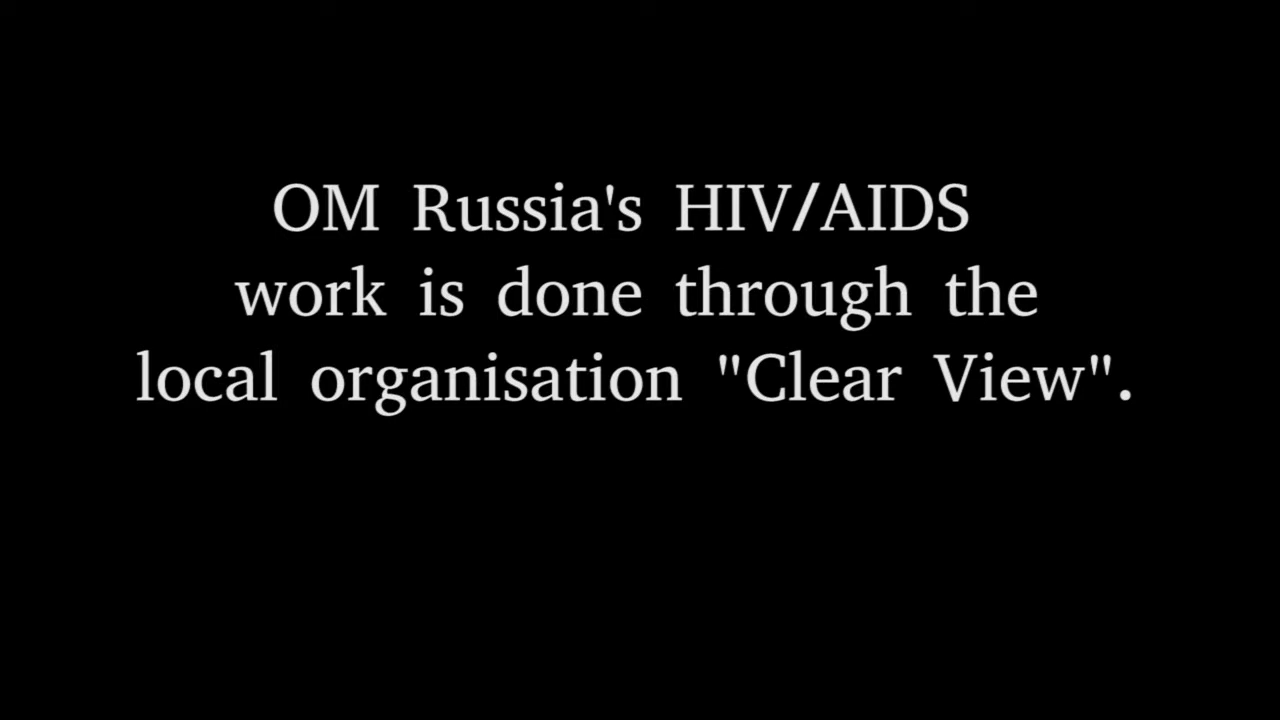 OM Russia's HIV/AIDS
work is done through the
local organisation "Clear View".